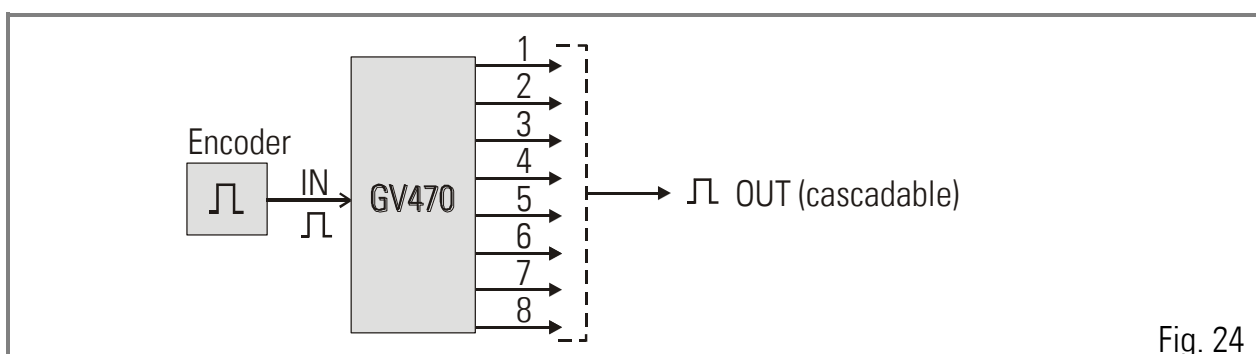 Encoder
IN
GV470
1
2
3
4
5
6
7
8
OUT (cascadable)
Fig. 24